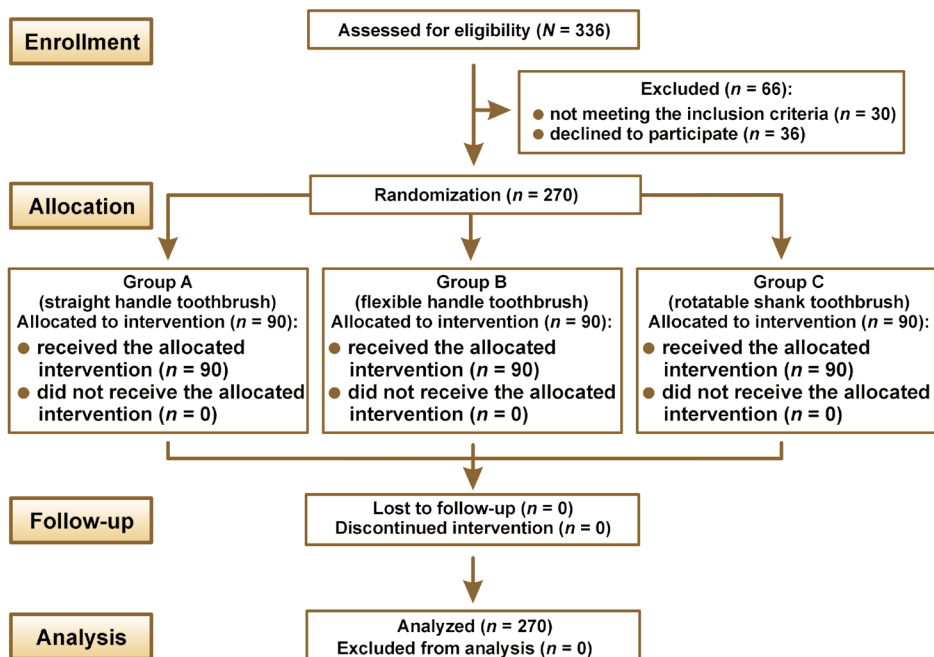 Enrollment
Assessed for eligibility (N = 336)
Excluded (n = 66):
● not meeting the inclusion criteria (n = 30)
● declined to participate (n = 36)
Allocation
Randomization (n = 270)
Group A
(straight handle toothbrush)
Allocated to intervention (n = 90):
● received the allocated
intervention (n = 90)
● did not receive the allocated
intervention (n = 0)
Group B
(flexible handle toothbrush)
Allocated to intervention (n = 90):
● received the allocated
intervention (n = 90)
● did not receive the allocated
intervention (n = 0)
Group C
(rotatable shank toothbrush)
Allocated to intervention (n = 90):
● received the allocated
intervention (n = 90)
● did not receive the allocated
intervention (n = 0)
Follow-up
Lost to follow-up (n = 0)
Discontinued intervention (n = 0)
Analysis
Analyzed (n = 270)
Excluded from analysis (n = 0)